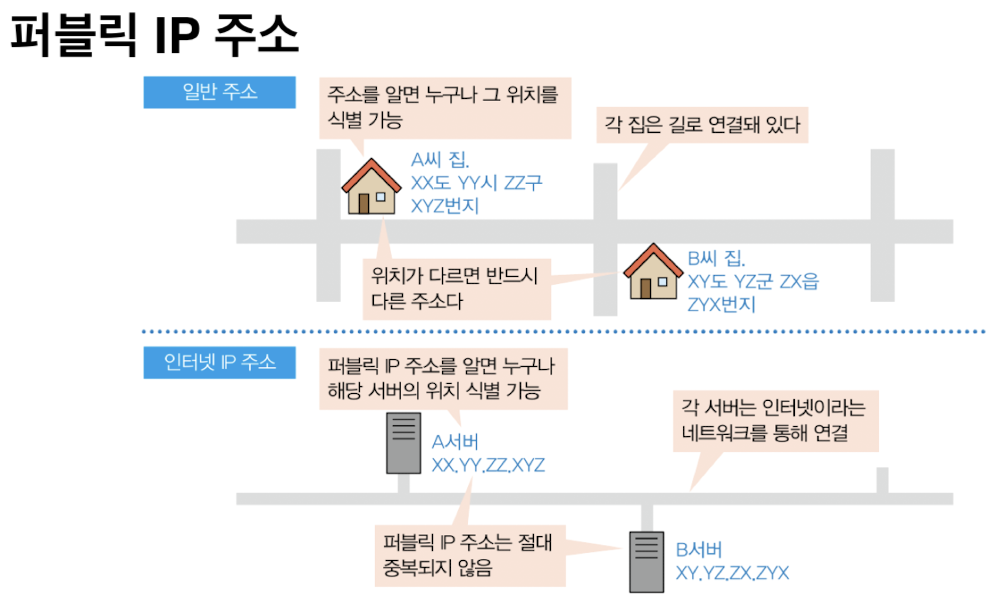 퍼블릭 IP 주소
일반 주소
주소를 알면 누구나 그 위치를
식별 가능
각 집은 길로 연결돼 있다
A씨 집.
XX도 YY시 ZZ구
XYZ번지
위치가 다르면 반드시
다른 주소다
B씨 집.
XY도 YZ군 ZX읍
ZYX번지
인터넷 IP 주소
퍼블릭 IP 주소를 알면 누구나
해당 서버의 위치 식별 가능
각 서버는 인터넷이라는
네트워크를 통해 연결
A서버
XX.YY.ZZ.XYZ
퍼블릭 IP 주소는 절대
중복되지 않음
B서버
XY.YZ.ZX.ZYX